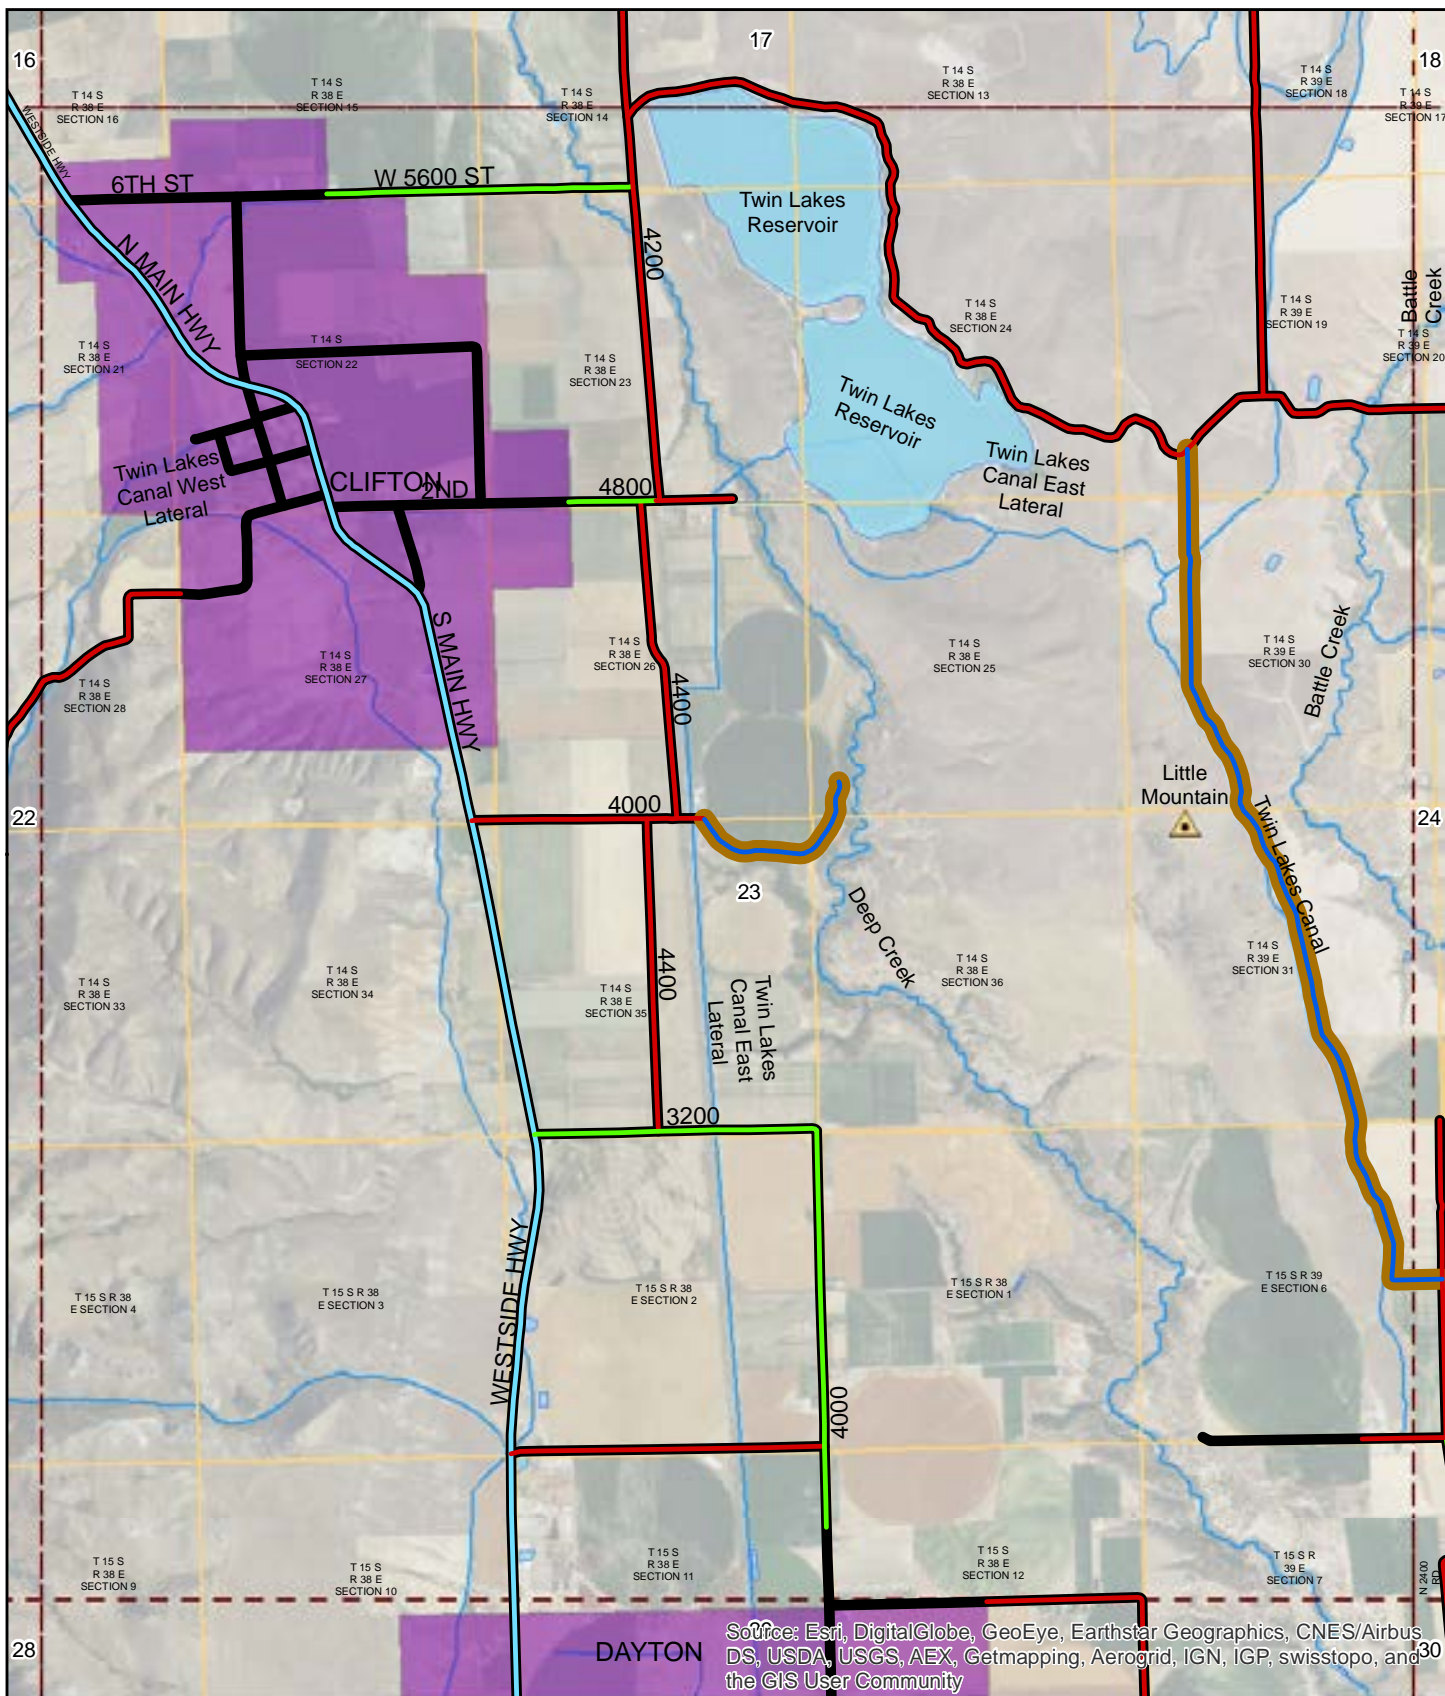 16
17
18
T 14 S
R 38 E
SECTION 16
T 14 S
R 38 E
SECTION 15
T 14 S
R 38 E
SECTION 14
T 14 S
R 38 E
SECTION 13
T 14 S
R 39 E
SECTION 18
T 14 S
R 39 E
SECTION 17
WESTSIDE HWY
6TH ST
W 5600 ST
Twin Lakes
Reservoir
4200
N MAIN HWY
Battle
Creek
T 14 S
R 38 E
SECTION 21
T 14 S
SECTION 22
T 14 S
R 38 E
SECTION 23
T 14 S
R 38 E
SECTION 24
T 14 S
R 39 E
SECTION 19
T 14 S
R 39 E
SECTION 20
Twin Lakes
Reservoir
Twin Lakes
Canal West
Lateral
CLIFTON
2ND
4800
Twin Lakes
Canal East
Lateral
S MAIN HWY
T 14 S
R 38 E
SECTION 28
T 14 S
R 38 E
SECTION 27
T 14 S
R 38 E
SECTION 26
4400
T 14 S
R 38 E
SECTION 25
T 14 S
R 39 E
SECTION 30
Battle Creek
Little
Mountain
22
4000
24
23
Twin Lakes Canal
Deep Creek
T 14 S
R 38 E
SECTION 33
T 14 S
R 38 E
SECTION 34
T 14 S
R 38 E
SECTION 35
4400
Twin Lakes
Canal East
Lateral
T 14 S
R 38 E
SECTION 36
T 14 S
R 39 E
SECTION 31
3200
WESTSIDE HWY
T 15 S R 38
E SECTION 4
T 15 S R 38
E SECTION 3
T 15 S R 38
E SECTION 2
T 15 S R 38
E SECTION 1
T 15 S R 39
E SECTION 6
4000
T 15 S
R 38 E
SECTION 9
T 15 S
R 38 E
SECTION 10
T 15 S
R 38 E
SECTION 11
T 15 S
R 38 E
SECTION 12
T 15 S R
39 E
SECTION 7
N 2400
RD
28
DAYTON
29
30
Source: Esri, DigitalGlobe, GeoEye, Earthstar Geographics, CNES/Airbus
DS, USDA, USGS, AEX, Getmapping, Aerogrid, IGN, IGP, swisstopo, and
the GIS User Community